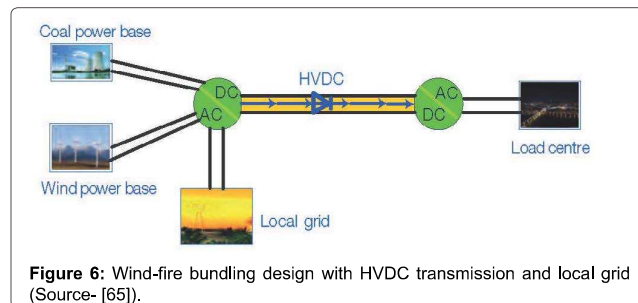 Coal power base
HVDC
DC
AC
AC
DC
Load centre
Wind power base
Local grid
Figure 6: Wind-fire bundling design with HVDC transmission and local grid
(Source- [65]).